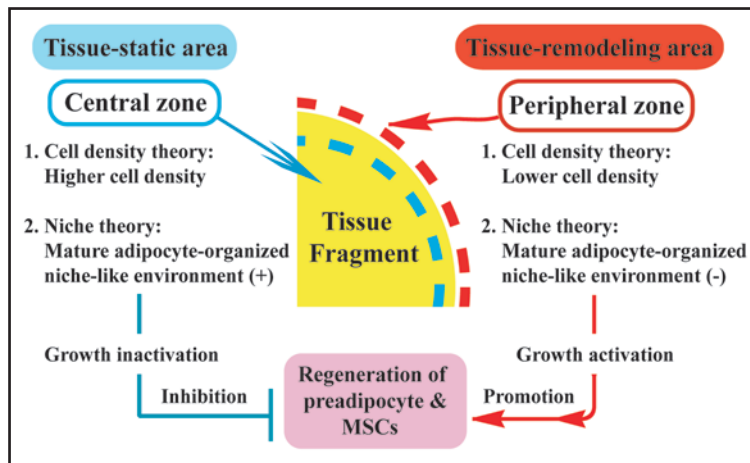 Tissue-static area
Central zone
1. Cell density theory:
Higher cell density
2. Niche theory:
Mature adipocyte-organized
niche-like environment (+)
Growth inactivation
Inhibition
Tissue
Fragment
Regeneration of
preadipocyte &
MSCs
Tissue-remodeling area
Peripheral zone
1. Cell density theory:
Lower cell density
2. Niche theory:
Mature adipocyte-organized
niche-like environment (-)
Growth activation
Promotion